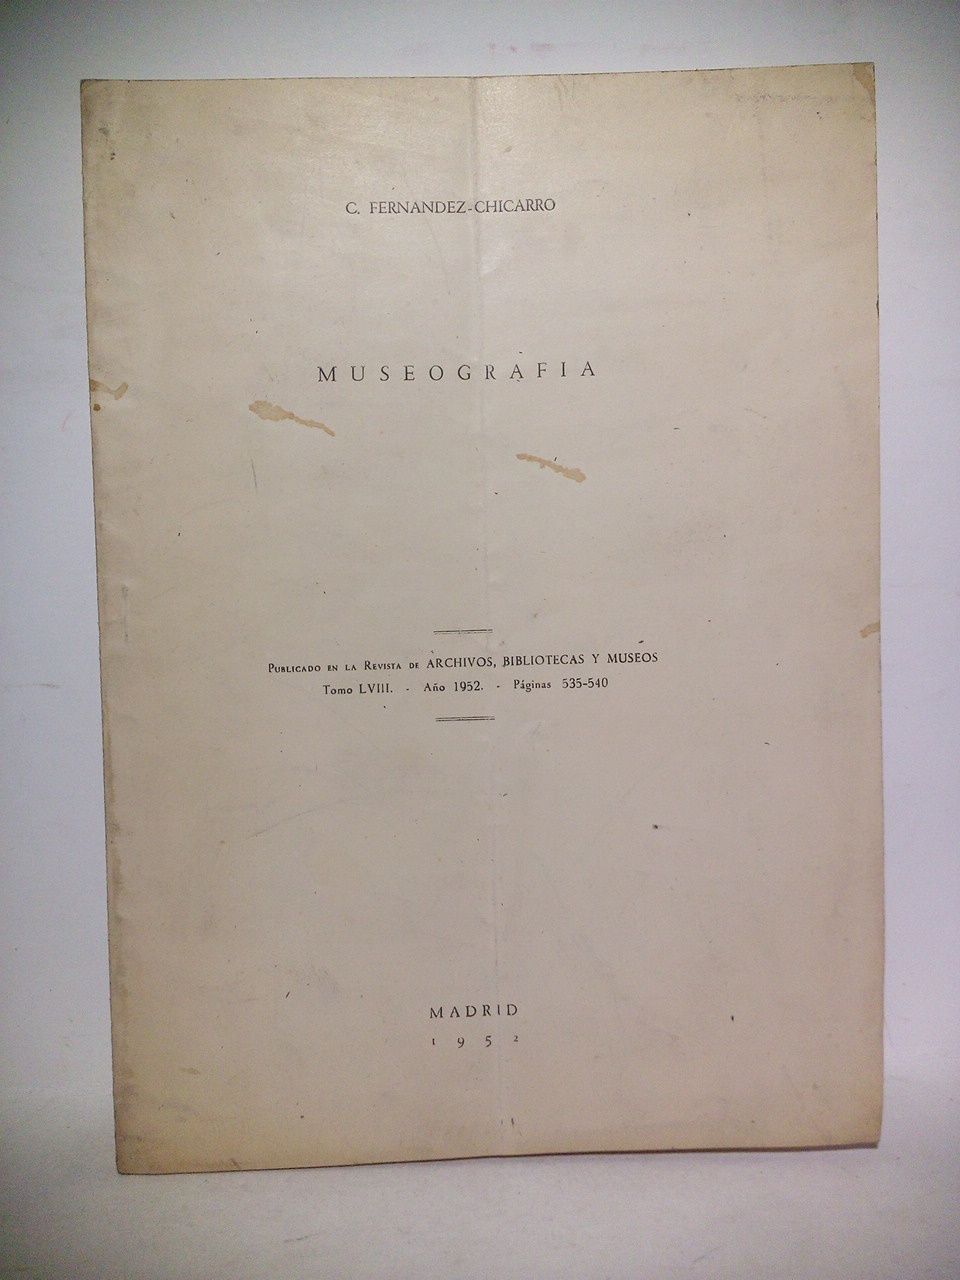 C. FERNANDEZ-CHICARRO
MUSEOGRAFIA
PUBLICADO EN LA REVISTA DE ARCHIVOS, BIBLIOTECAS Y MUSEOS
Tomo LVIII. - Año 1952. - Páginas 535-540
MADRID
1952